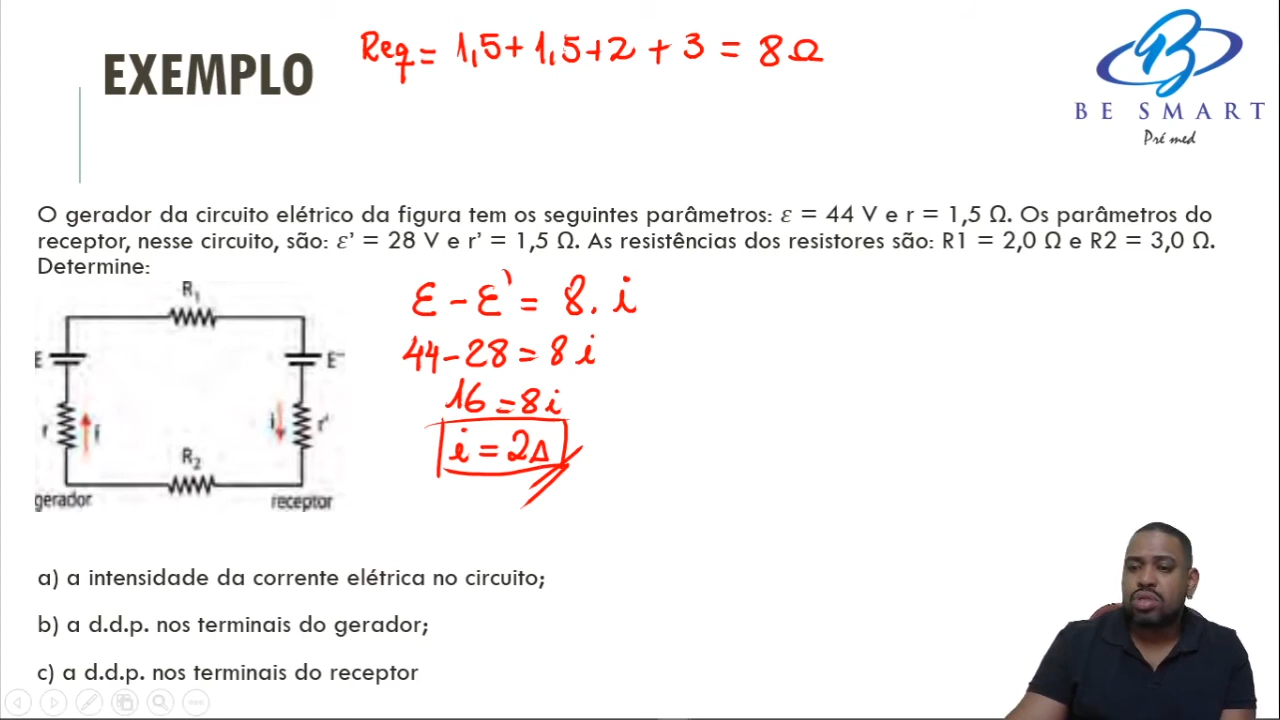 Req = 1,5 + 1,5 + 2 + 3 = 8 Ω
EXEMPLO
BE SMART
Pré med
O gerador da circuito elétrico da figura tem os seguintes parâmetros: ε = 44 V e r = 1,5 Ω. Os parâmetros do
receptor, nesse circuito, são: ε’ = 28 V e r’ = 1,5 Ω. As resistências dos resistores são: R1 = 2,0 Ω e R2 = 3,0 Ω.
Determine:
R₁
E
E'
r
i
i
r'
R₂
gerador
receptor
ε - ε' = 8. i
44 - 28 = 8 i
16 = 8 i
i = 2A
a) a intensidade da corrente elétrica no circuito;
b) a d.d.p. nos terminais do gerador;
c) a d.d.p. nos terminais do receptor